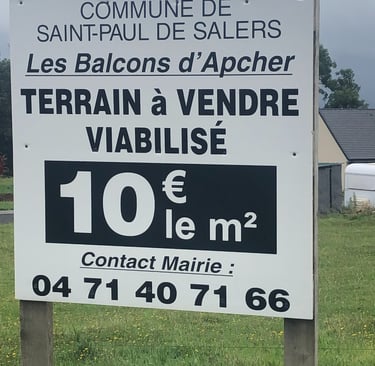 COMMUNE DE
SAINT-PAUL DE SALERS
Les Balcons d'Apcher
TERRAIN à VENDRE
VIABILISÉ
10 € le m²
Contact Mairie :
04 71 40 71 66